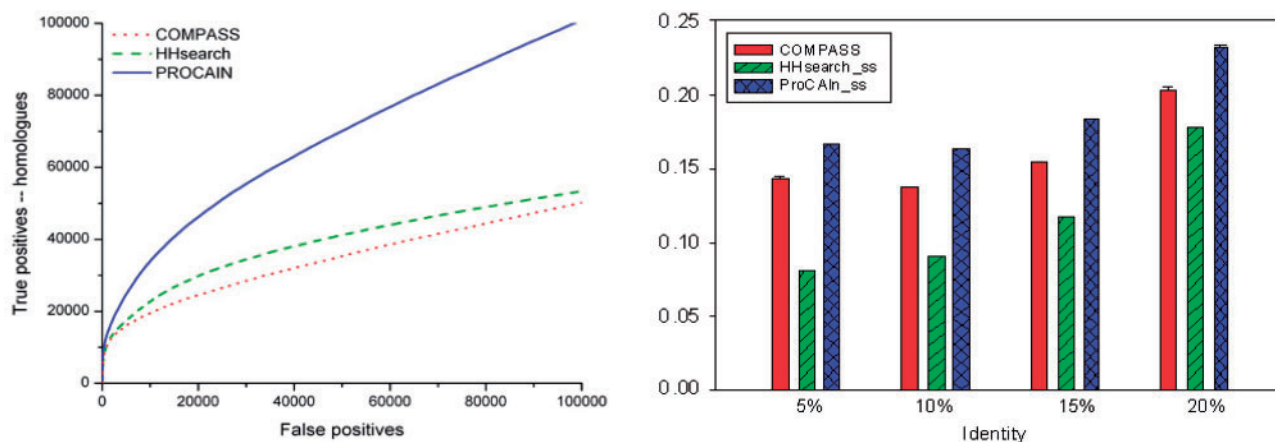 100000
80000
60000
40000
20000
0
True positives -- homologues
COMPASS
HHsearch
PROCAIN
0 20000 40000 60000 80000 100000
False positives
0.25
0.20
0.15
0.10
0.05
0.00
COMPASS
HHsearch_ss
ProCAIn_ss
5% 10% 15% 20%
Identity